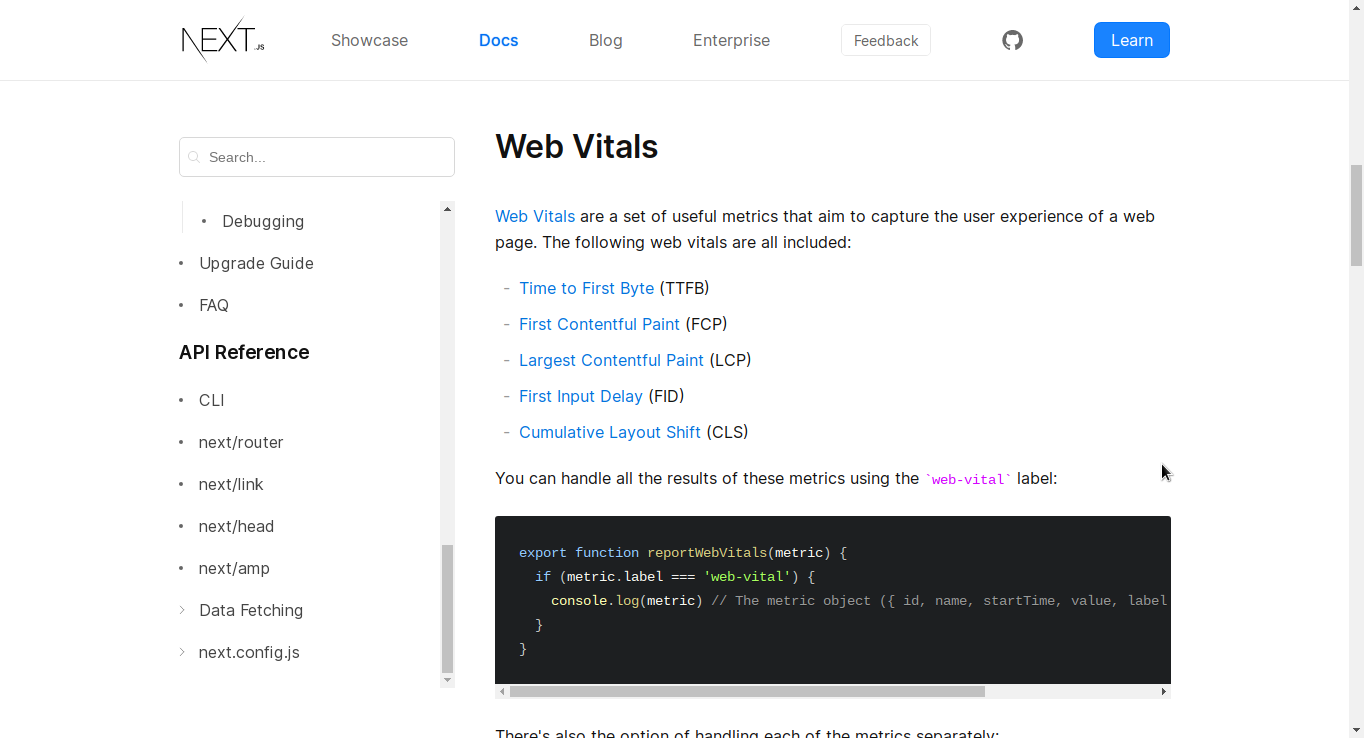 NEXT.JS
Showcase
Docs
Blog
Enterprise
Feedback
Learn
Search...
Debugging
Upgrade Guide
FAQ
API Reference
CLI
next/router
next/link
next/head
next/amp
Data Fetching
next.config.js
Web Vitals
Web Vitals are a set of useful metrics that aim to capture the user experience of a web
page. The following web vitals are all included:
- Time to First Byte (TTFB)
- First Contentful Paint (FCP)
- Largest Contentful Paint (LCP)
- First Input Delay (FID)
- Cumulative Layout Shift (CLS)
You can handle all the results of these metrics using the `web-vital` label:
export function reportWebVitals(metric) {
  if (metric.label === 'web-vital') {
    console.log(metric) // The metric object ({ id, name, startTime, value, label
  }
}
There's also the option of handling each of the metrics separately: